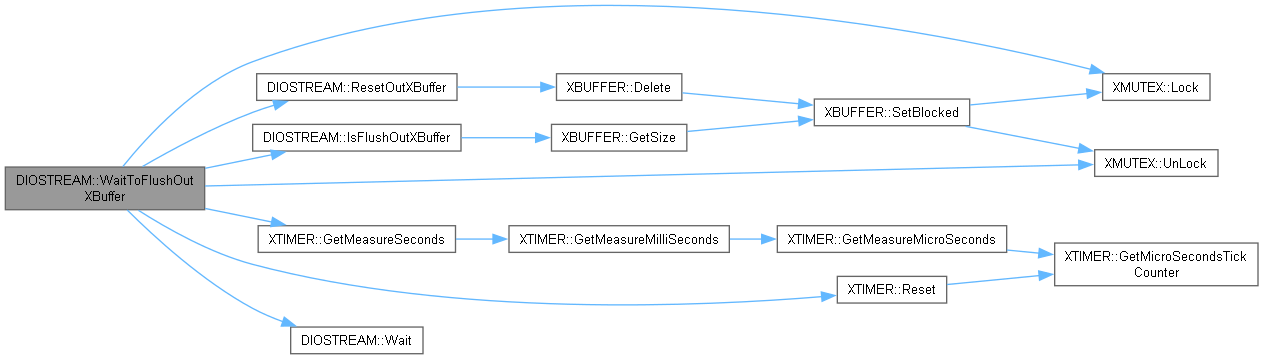 DIOSTREAM::WaitToFlushOut
XBuffer
DIOSTREAM::ResetOutXBuffer
XBUFFER::Delete
DIOSTREAM::IsFlushOutXBuffer
XBUFFER::GetSize
XBUFFER::SetBlocked
XMUTEX::Lock
XMUTEX::UnLock
XTIMER::GetMeasureSeconds
XTIMER::GetMeasureMilliSeconds
XTIMER::GetMeasureMicroSeconds
XTIMER::GetMicroSecondsTick
Counter
XTIMER::Reset
DIOSTREAM::Wait